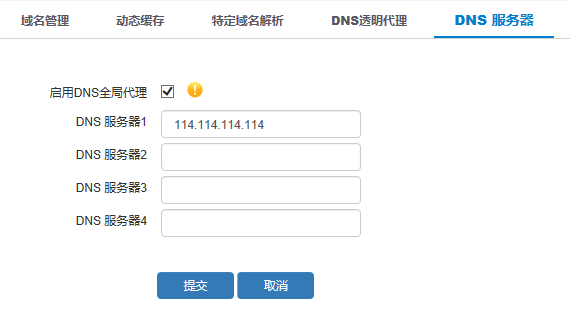 域名管理 动态缓存 特定域名解析 DNS透明代理 DNS 服务器
启用DNS全局代理
DNS 服务器1 114.114.114.114
DNS 服务器2
DNS 服务器3
DNS 服务器4
提交 取消